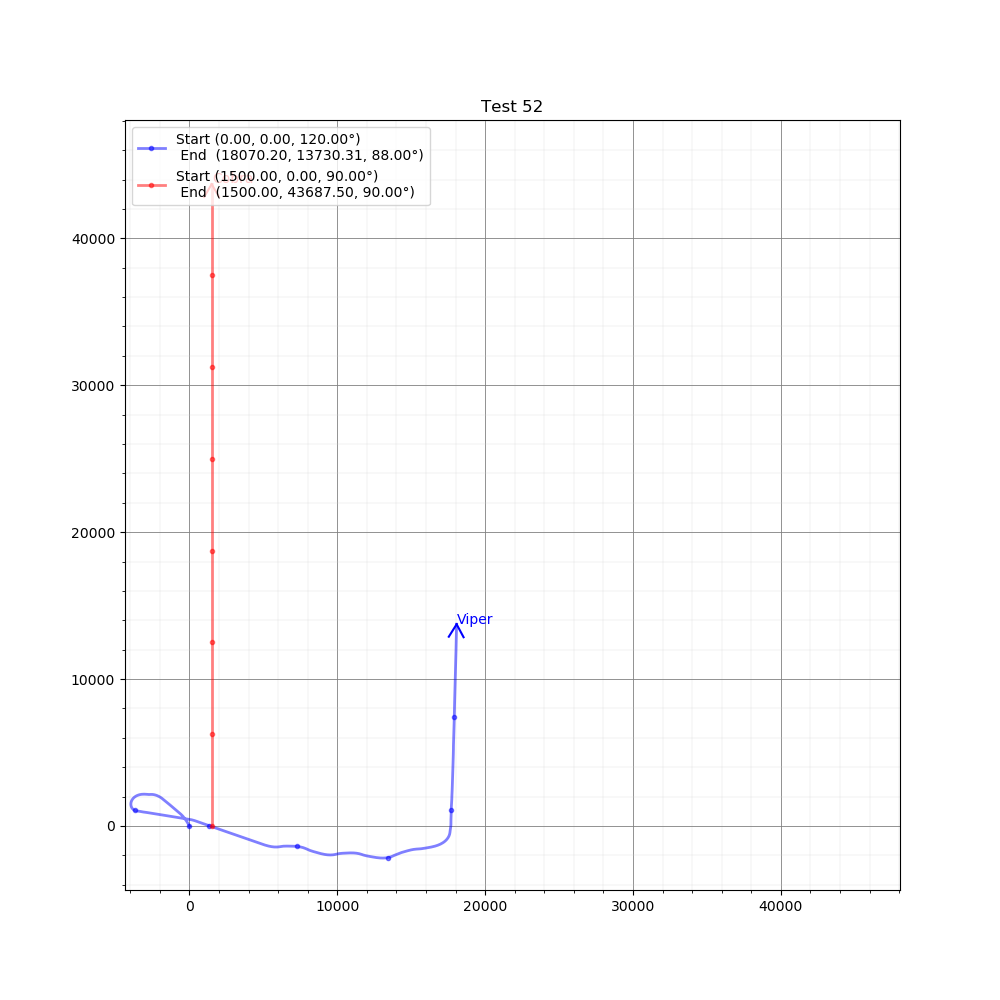 Test 52
Start (0.00, 0.00, 120.00°)
End (18070.20, 13730.31, 88.00°)
Start (1500.00, 0.00, 90.00°)
End (1500.00, 43687.50, 90.00°)
40000
30000
20000
Viper
10000
0
0 10000 20000 30000 40000